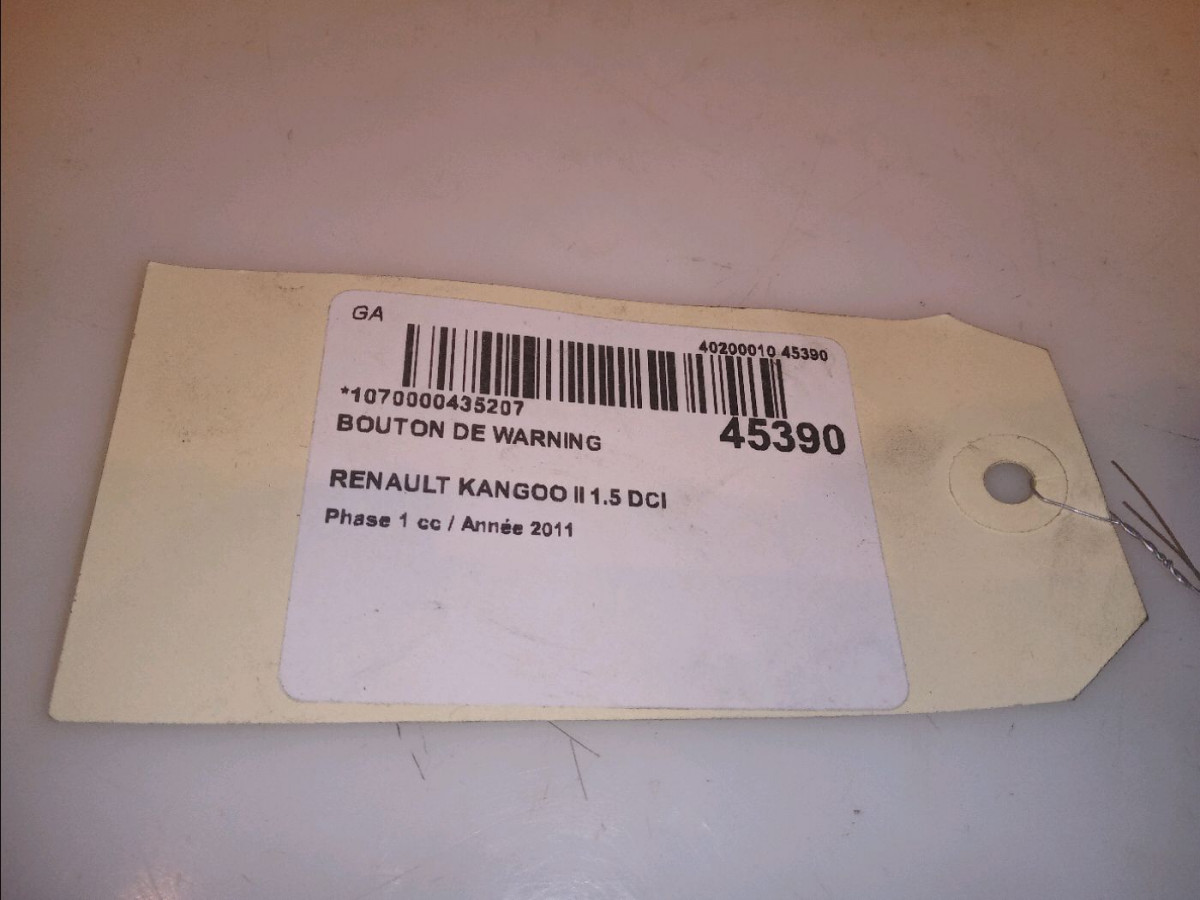 GA
40200010 45390
*1070000435207
45390
BOUTON DE WARNING
RENAULT KANGOO II 1.5 DCI
Phase 1 cc / Année 2011